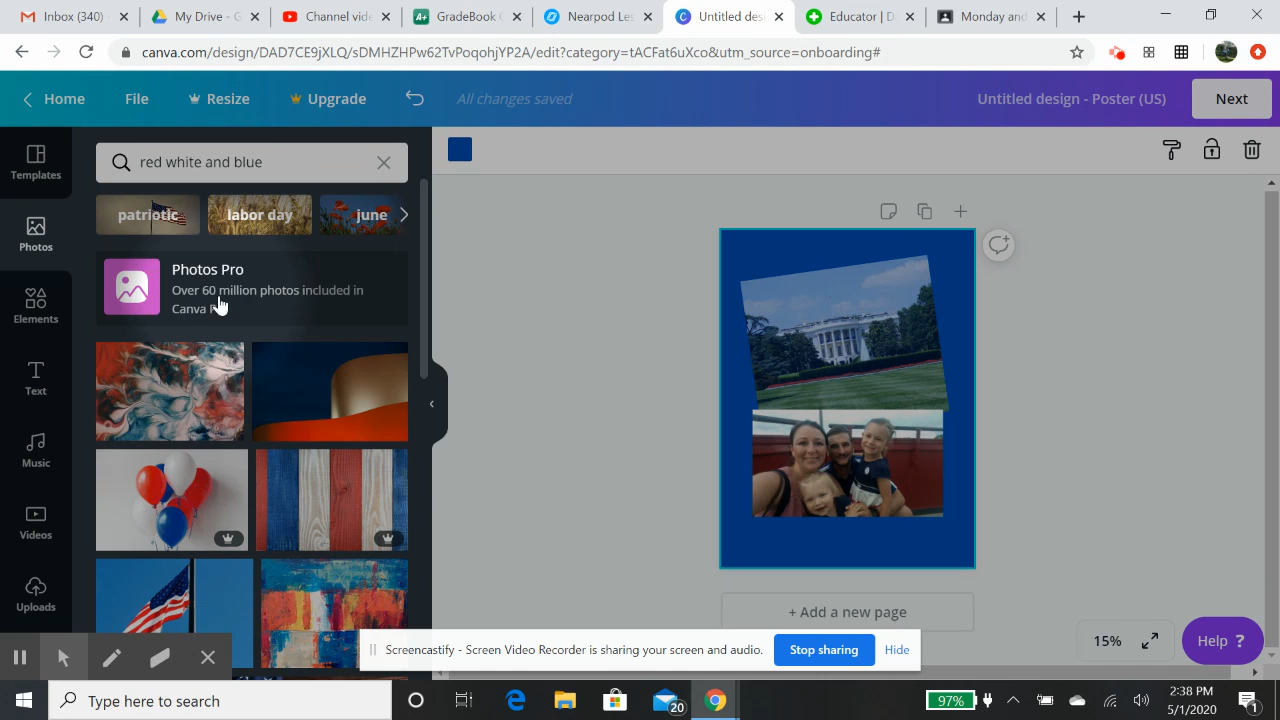 Inbox (340)
My Drive - G
Channel vide
GradeBook
Nearpod Les
Untitled desi
Educator | D
Monday and
canva.com/design/DAD7CE9jXLQ/sDMHZHPw62TvPoqohjYP2A/edit?category=tACFat6uXco&utm_source=onboarding#
Home
File
Resize
Upgrade
All changes saved
Untitled design - Poster (US)
Next
Templates
Photos
Elements
Text
Music
Videos
Uploads
red white and blue
patriotic
labor day
june
Photos Pro
Over 60 million photos included in
Canva
+ Add a new page
15%
Help ?
Screencastify - Screen Video Recorder is sharing your screen and audio.
Stop sharing
Hide
Type here to search
20
97%
2:38 PM
5/1/2020
1